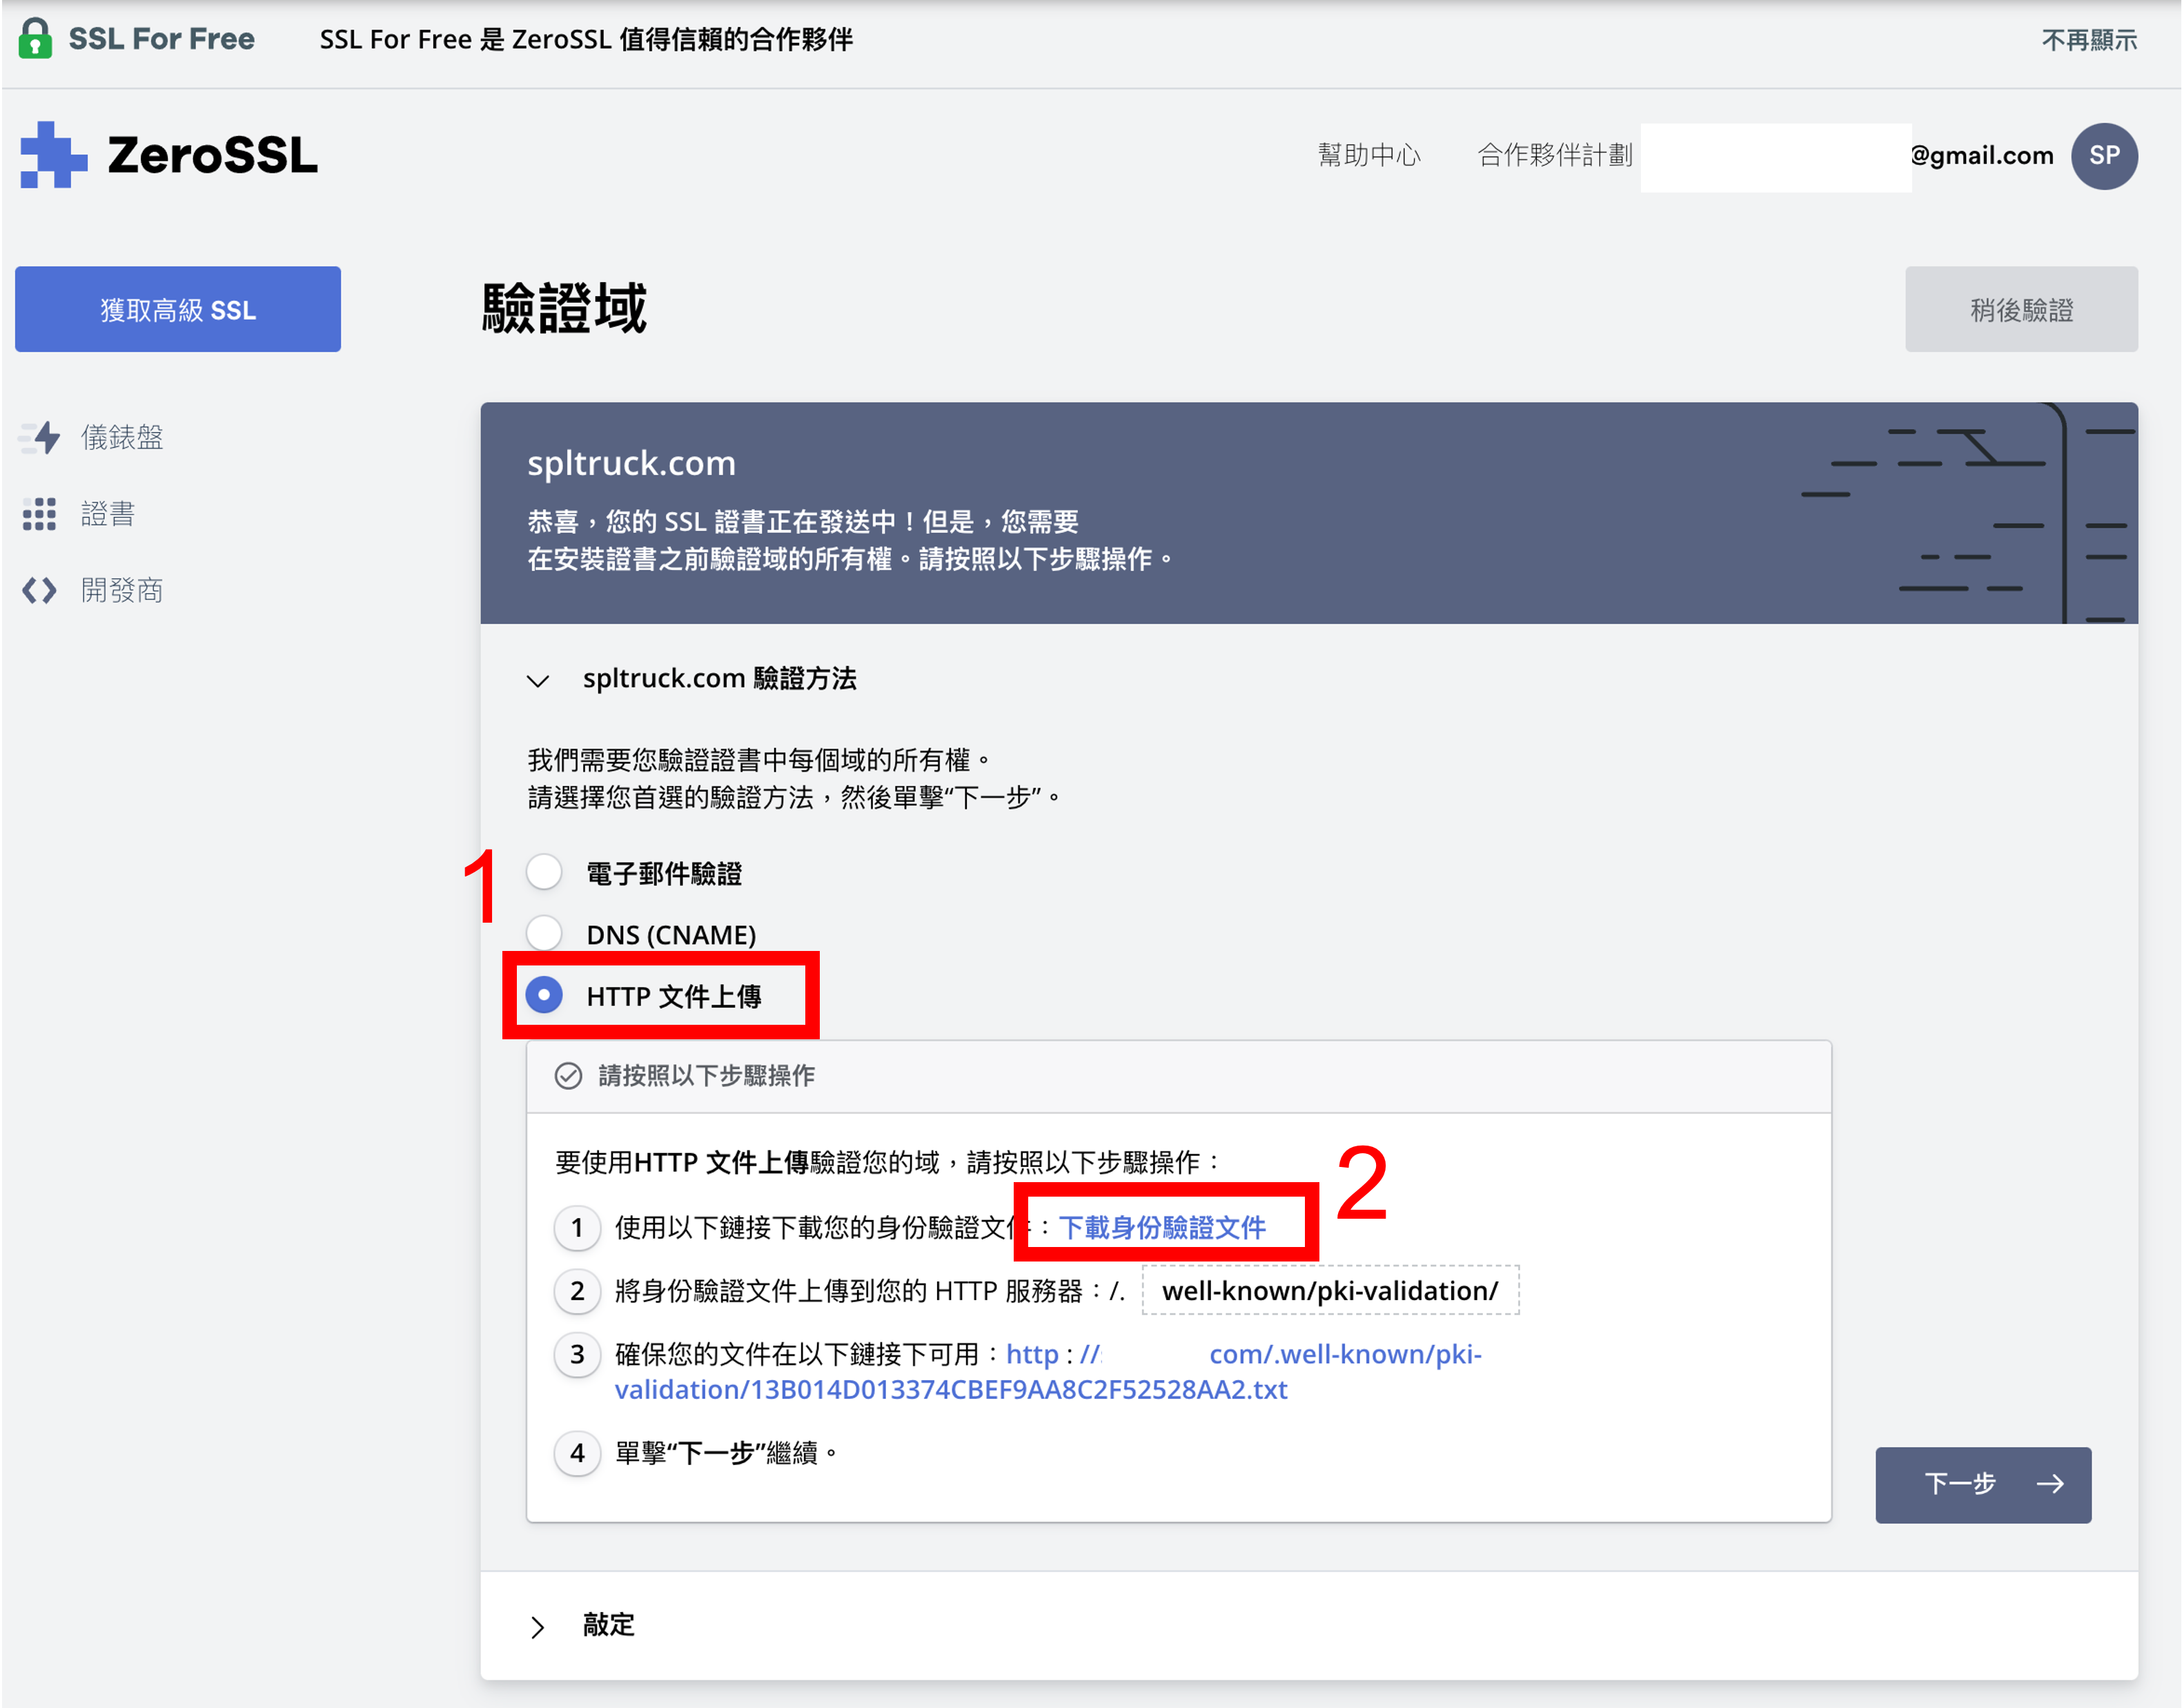 SSL For Free
SSL For Free 是 ZeroSSL 值得信賴的合作夥伴
不再顯示
ZeroSSL
幫助中心
合作夥伴計劃
@gmail.com
SP
獲取高級 SSL
驗證域
稍後驗證
儀錶盤
證書
開發商
spltruck.com
恭喜，您的 SSL 證書正在發送中！但是，您需要
在安裝證書之前驗證域的所有權。請按照以下步驟操作。
spltruck.com 驗證方法
我們需要您驗證證書中每個域的所有權。
請選擇您首選的驗證方法，然後單擊“下一步”。
1
電子郵件驗證
DNS (CNAME)
HTTP 文件上傳
請按照以下步驟操作
要使用HTTP 文件上傳驗證您的域，請按照以下步驟操作：
2
1 使用以下鏈接下載您的身份驗證文件：下載身份驗證文件
2 將身份驗證文件上傳到您的 HTTP 服務器：/. well-known/pki-validation/
3 確保您的文件在以下鏈接下可用：http : // com/.well-known/pki-
validation/13B014D013374CBEF9AA8C2F52528AA2.txt
4 單擊“下一步”繼續。
下一步
敲定